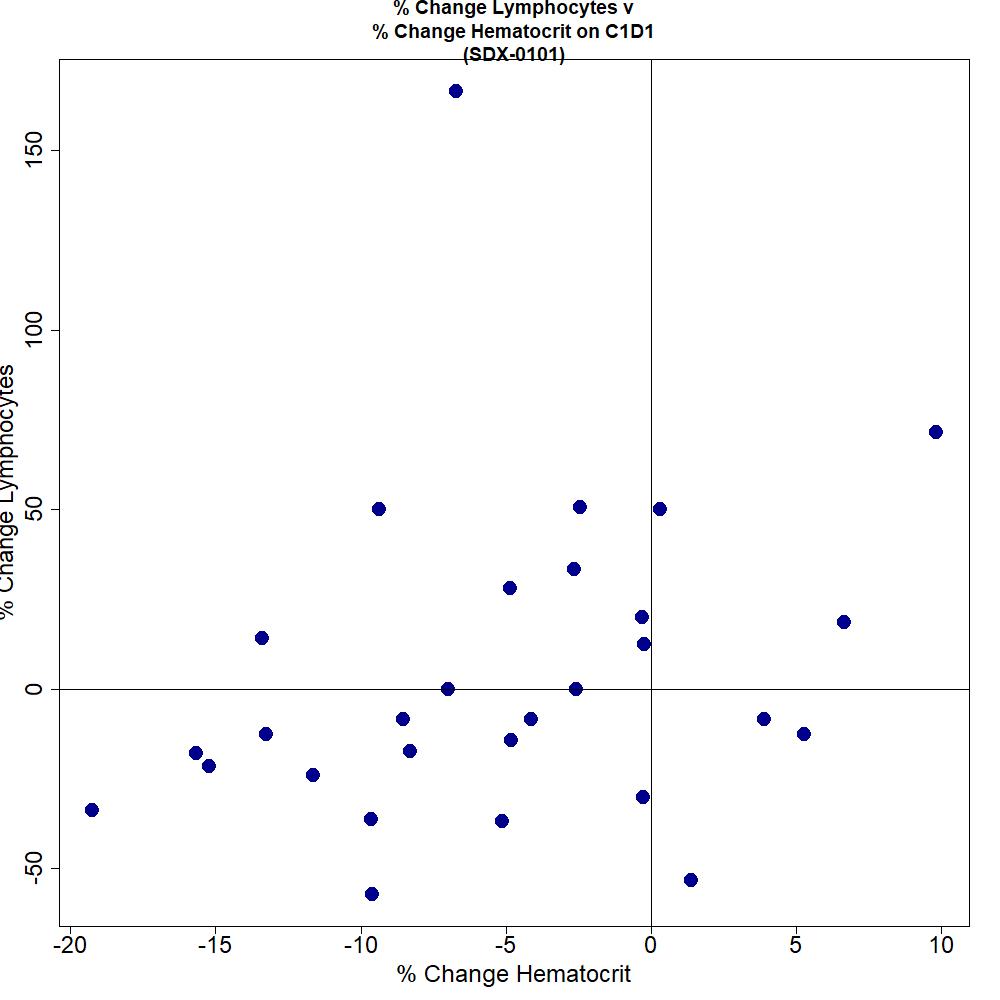 % Change Lymphocytes v
% Change Hematocrit on C1D1
(SDX-0101)
% Change Lymphocytes
150
100
50
0
-50
-20 -15 -10 -5 0 5 10
% Change Hematocrit